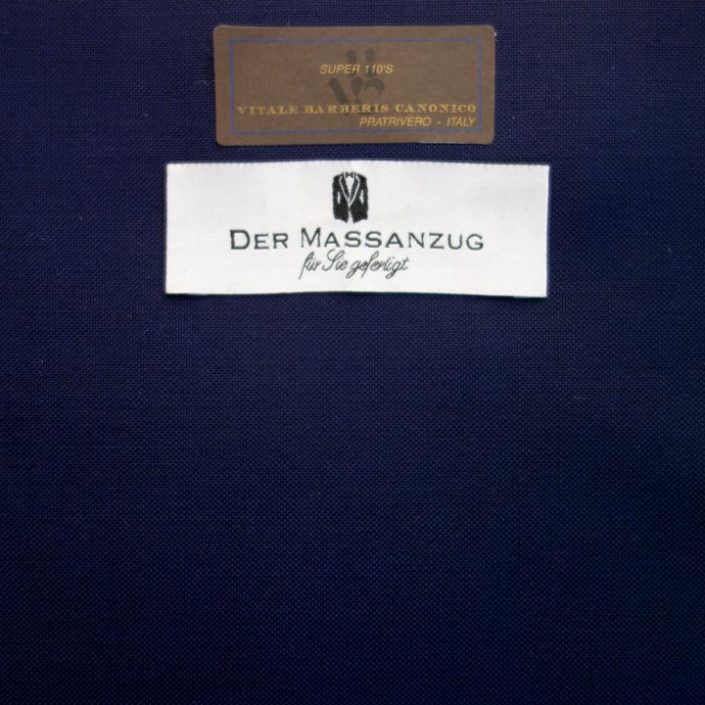 SUPER 110'S
VITALE BARBERIS CANONICO
PRATRIVERO - ITALY
DER MASSANZUG
für Sie gefertigt